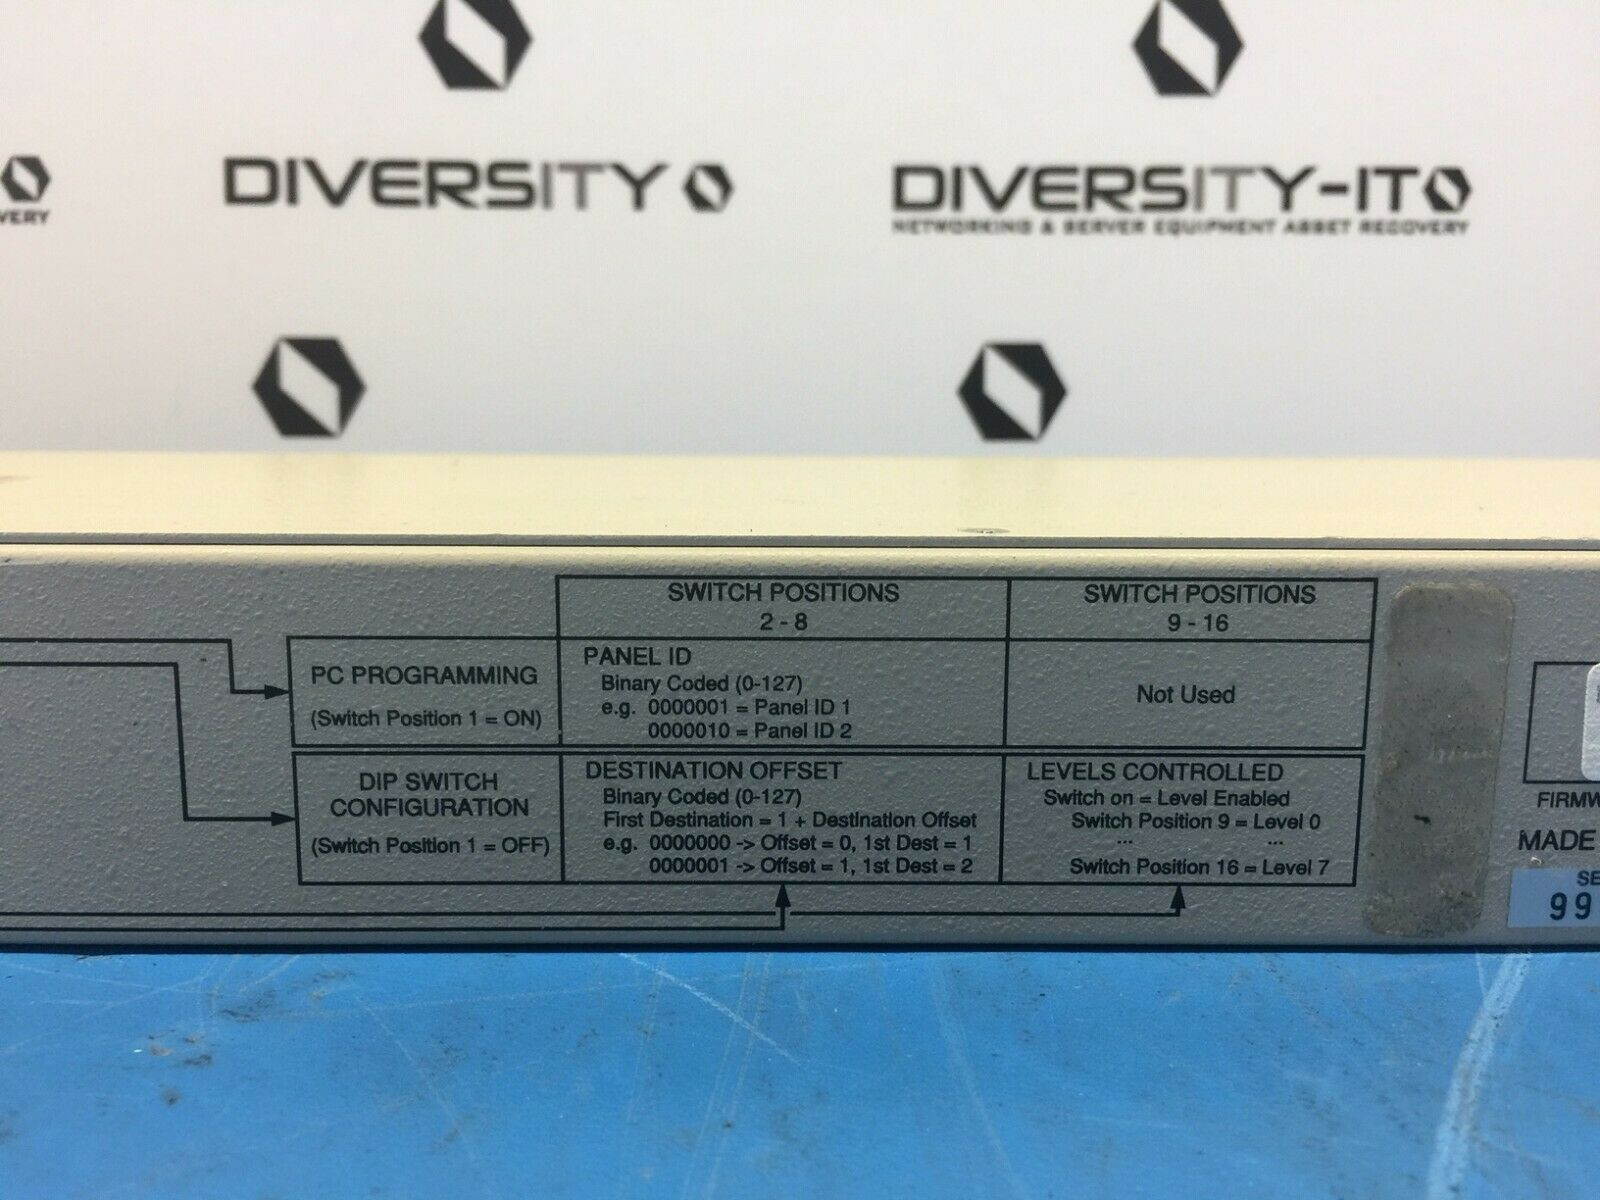 DIVERSITY
DIVERSITY-IT
VERY
NETWORKING & SERVER EQUIPMENT ASSET RECOVERY
SWITCH POSITIONS
2 - 8
SWITCH POSITIONS
9 - 16
PC PROGRAMMING
(Switch Position 1 = ON)
PANEL ID
Binary Coded (0-127)
e.g. 0000001 = Panel ID 1
0000010 = Panel ID 2
Not Used
DIP SWITCH
CONFIGURATION
(Switch Position 1 = OFF)
DESTINATION OFFSET
Binary Coded (0-127)
First Destination = 1 + Destination Offset
e.g. 0000000 -> Offset = 0, 1st Dest = 1
0000001 -> Offset = 1, 1st Dest = 2
LEVELS CONTROLLED
Switch on = Level Enabled
Switch Position 9 = Level 0
... ...
Switch Position 16 = Level 7
FIRMW
MADE
SE
99